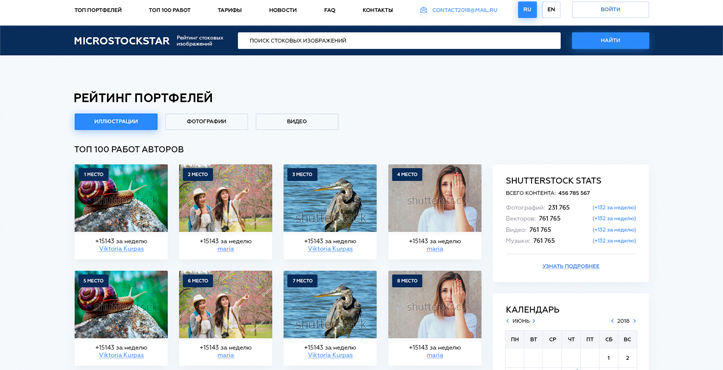 ТОП ПОРТФЕЛЕЙ ТОП 100 РАБОТ ТАРИФЫ НОВОСТИ FAQ КОНТАКТЫ CONTACT2018@MAIL.RU RU EN ВОЙТИ
MICROSTOCKSTAR Рейтинг стоковых
изображений
ПОИСК СТОКОВЫХ ИЗОБРАЖЕНИЙ НАЙТИ
РЕЙТИНГ ПОРТФЕЛЕЙ
ИЛЛЮСТРАЦИИ ФОТОГРАФИИ ВИДЕО
ТОП 100 РАБОТ АВТОРОВ
1 МЕСТО 2 МЕСТО 3 МЕСТО 4 МЕСТО
shutterstock shutterstock shutterstock shutterstock
+15143 за неделю +15143 за неделю +15143 за неделю +15143 за неделю
Viktoria Kurpas maria Viktoria Kurpas maria
5 МЕСТО 6 МЕСТО 7 МЕСТО 8 МЕСТО
shutterstock shutterstock shutterstock shutterstock
+15143 за неделю +15143 за неделю +15143 за неделю +15143 за неделю
Viktoria Kurpas maria Viktoria Kurpas maria
SHUTTERSTOCK STATS
ВСЕГО КОНТЕНТА: 456 785 567
Фотографий: 231 765 (+132 за неделю)
Векторов: 761 765 (+132 за неделю)
Видео: 761 765 (+132 за неделю)
Музыки: 761 765 (+132 за неделю)
УЗНАТЬ ПОДРОБНЕЕ
КАЛЕНДАРЬ
< ИЮНЬ > < 2018 >
ПН ВТ СР ЧТ ПТ СБ ВС
1 2